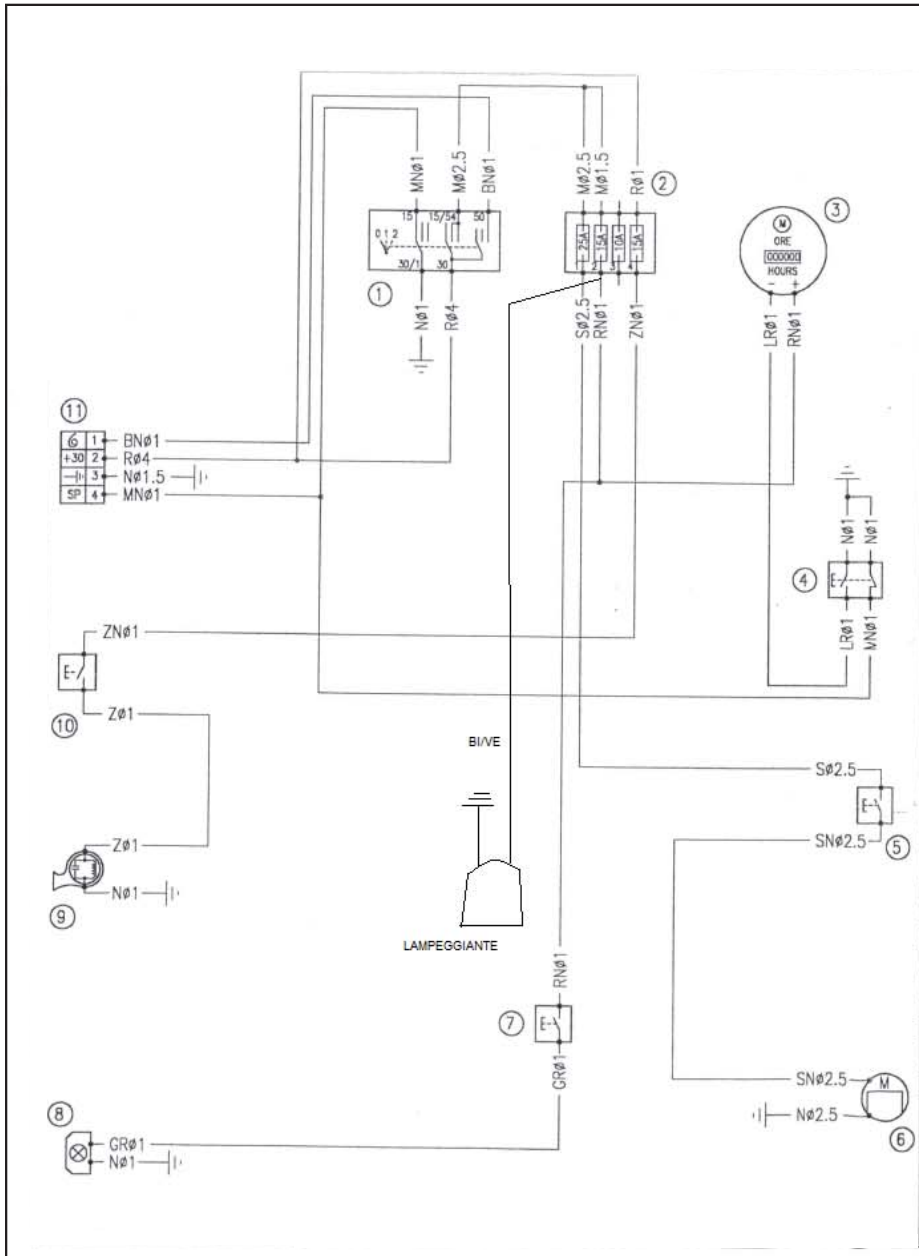 MNØ1
MØ2.5
BNØ1
MØ2.5
MØ1.5
RØ1
2
3
M
ORE
000000
HOURS
- +
15 15/54 50
0 1 2
30/1 30
1
25A
15A
10A
15A
1 2 3 4
NØ1
RØ4
SØ2.5
RNØ1
ZNØ1
LRØ1
RNØ1
11
6 1 BNØ1
+30 2 RØ4
3 NØ1.5
SP 4 MNØ1
NØ1
NØ1
4
LRØ1
MNØ1
ZNØ1
10
ZØ1
BI/VE
SØ2.5
5
SNØ2.5
ZØ1
NØ1
9
LAMPEGGIANTE
RNØ1
7
GRØ1
SNØ2.5
M
NØ2.5
6
8
GRØ1
NØ1